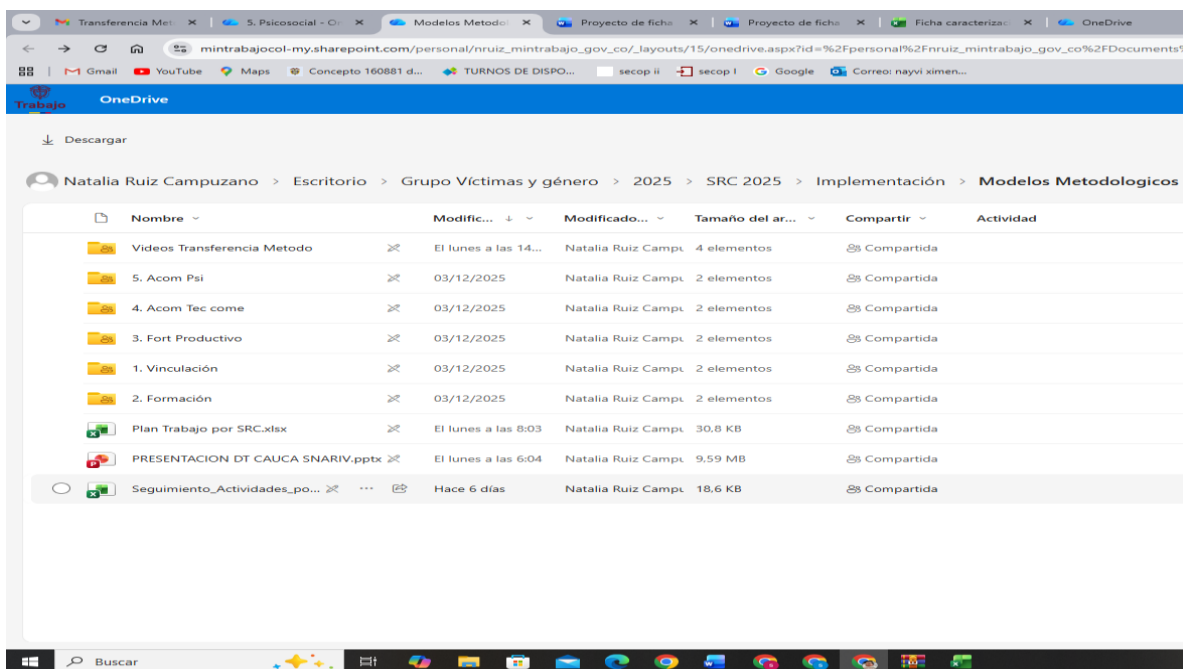 Transferencia Met
5. Psicosocial - On
Modelos Metodol
Proyecto de ficha
Proyecto de ficha
Ficha caracterizac
OneDrive
mintrabajocol-my.sharepoint.com/personal/nruiz_mintrabajo_gov_co/_layouts/15/onedrive.aspx?id=%2Fpersonal%2Fnruiz_mintrabajo_gov_co%2FDocuments%
Gmail YouTube Maps Concepto 160881 d... TURNOS DE DISPO... secop ii secop I Google Correo: nayvi ximen...
Trabajo OneDrive
Descargar
Natalia Ruiz Campuzano > Escritorio > Grupo Víctimas y género > 2025 > SRC 2025 > Implementación > Modelos Metodologicos
Nombre Modific... Modificado... Tamaño del ar... Compartir Actividad
Videos Transferencia Metodo El lunes a las 14... Natalia Ruiz Campu 4 elementos Compartida
5. Acom Psi 03/12/2025 Natalia Ruiz Campu 2 elementos Compartida
4. Acom Tec come 03/12/2025 Natalia Ruiz Campu 2 elementos Compartida
3. Fort Productivo 03/12/2025 Natalia Ruiz Campu 2 elementos Compartida
1. Vinculación 03/12/2025 Natalia Ruiz Campu 2 elementos Compartida
2. Formación 03/12/2025 Natalia Ruiz Campu 2 elementos Compartida
Plan Trabajo por SRC.xlsx El lunes a las 8:03 Natalia Ruiz Campu 30,8 KB Compartida
PRESENTACION DT CAUCA SNARIV.pptx El lunes a las 6:04 Natalia Ruiz Campu 9,59 MB Compartida
Seguimiento_Actividades_po... Hace 6 días Natalia Ruiz Campu 18,6 KB Compartida
Buscar